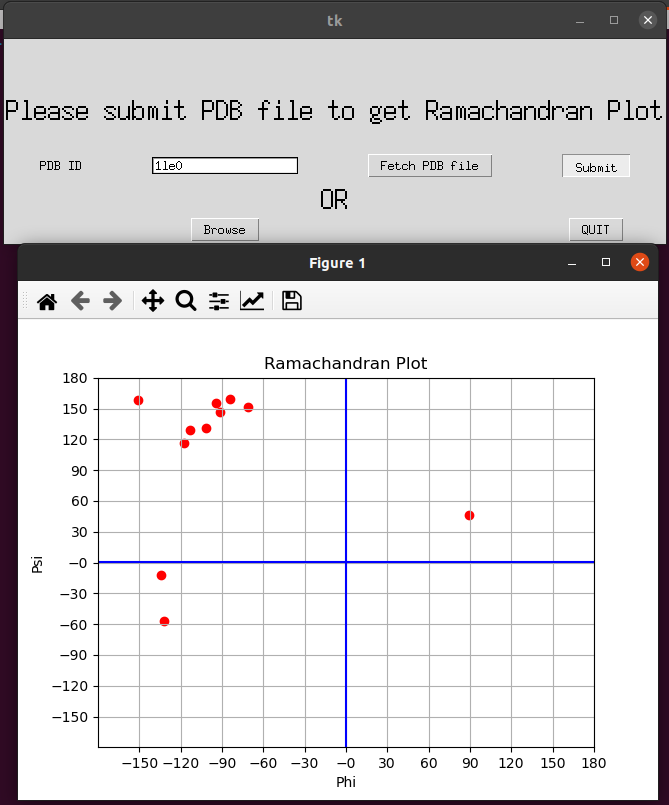 tk
Please submit PDB file to get Ramachandran Plot
PDB ID 1le0 Fetch PDB file Submit
OR
Browse QUIT
Figure 1
Ramachandran Plot
180
150
120
90
60
30
−0
−30
−60
−90
−120
−150
Psi
−150 −120 −90 −60 −30 −0 30 60 90 120 150 180
Phi